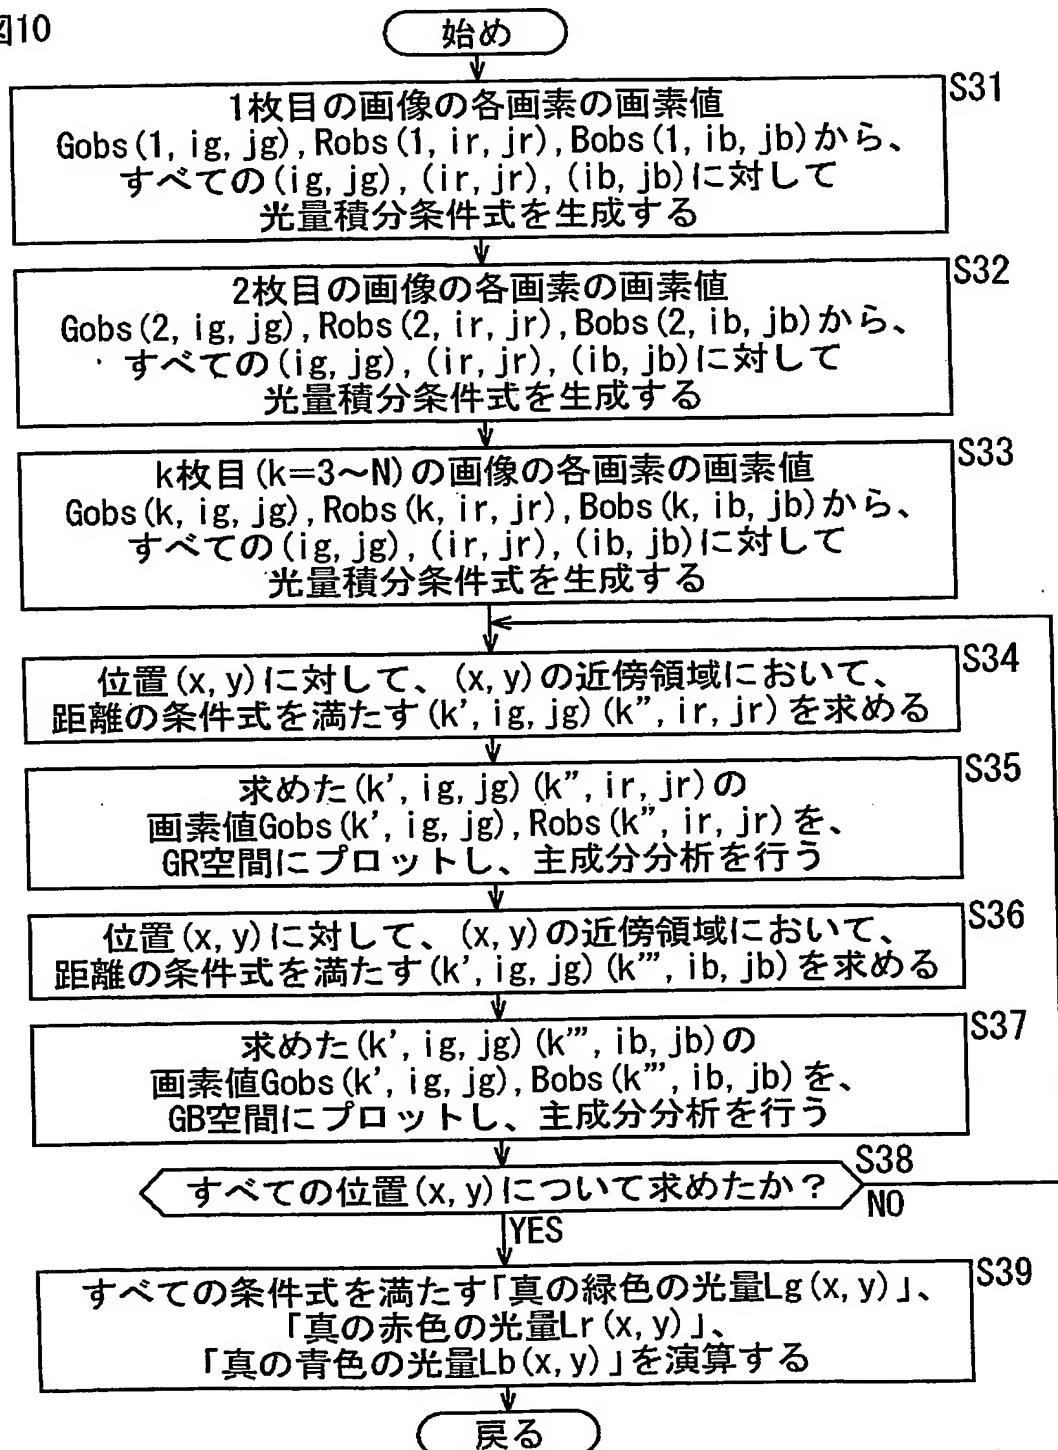 図10
始め
S31
1枚目の画像の各画素の画素値
Gobs(1, ig, jg), Robs(1, ir, jr), Bobs(1, ib, jb)から、
すべての(ig, jg), (ir, jr), (ib, jb)に対して
光量積分条件式を生成する
S32
2枚目の画像の各画素の画素値
Gobs(2, ig, jg), Robs(2, ir, jr), Bobs(2, ib, jb)から、
すべての(ig, jg), (ir, jr), (ib, jb)に対して
光量積分条件式を生成する
S33
k枚目(k=3~N)の画像の各画素の画素値
Gobs(k, ig, jg), Robs(k, ir, jr), Bobs(k, ib, jb)から、
すべての(ig, jg), (ir, jr), (ib, jb)に対して
光量積分条件式を生成する
S34
位置(x, y)に対して、(x, y)の近傍領域において、
距離の条件式を満たす(k', ig, jg)(k'', ir, jr)を求める
S35
求めた(k', ig, jg)(k'', ir, jr)の
画素値Gobs(k', ig, jg), Robs(k'', ir, jr)を、
GR空間にプロットし、主成分分析を行う
S36
位置(x, y)に対して、(x, y)の近傍領域において、
距離の条件式を満たす(k', ig, jg)(k''', ib, jb)を求める
S37
求めた(k', ig, jg)(k''', ib, jb)の
画素値Gobs(k', ig, jg), Bobs(k''', ib, jb)を、
GB空間にプロットし、主成分分析を行う
S38
すべての位置(x, y)について求めたか?
NO
YES
S39
すべての条件式を満たす「真の緑色の光量Lg(x, y)」、
「真の赤色の光量Lr(x, y)」、
「真の青色の光量Lb(x, y)」を演算する
戻る